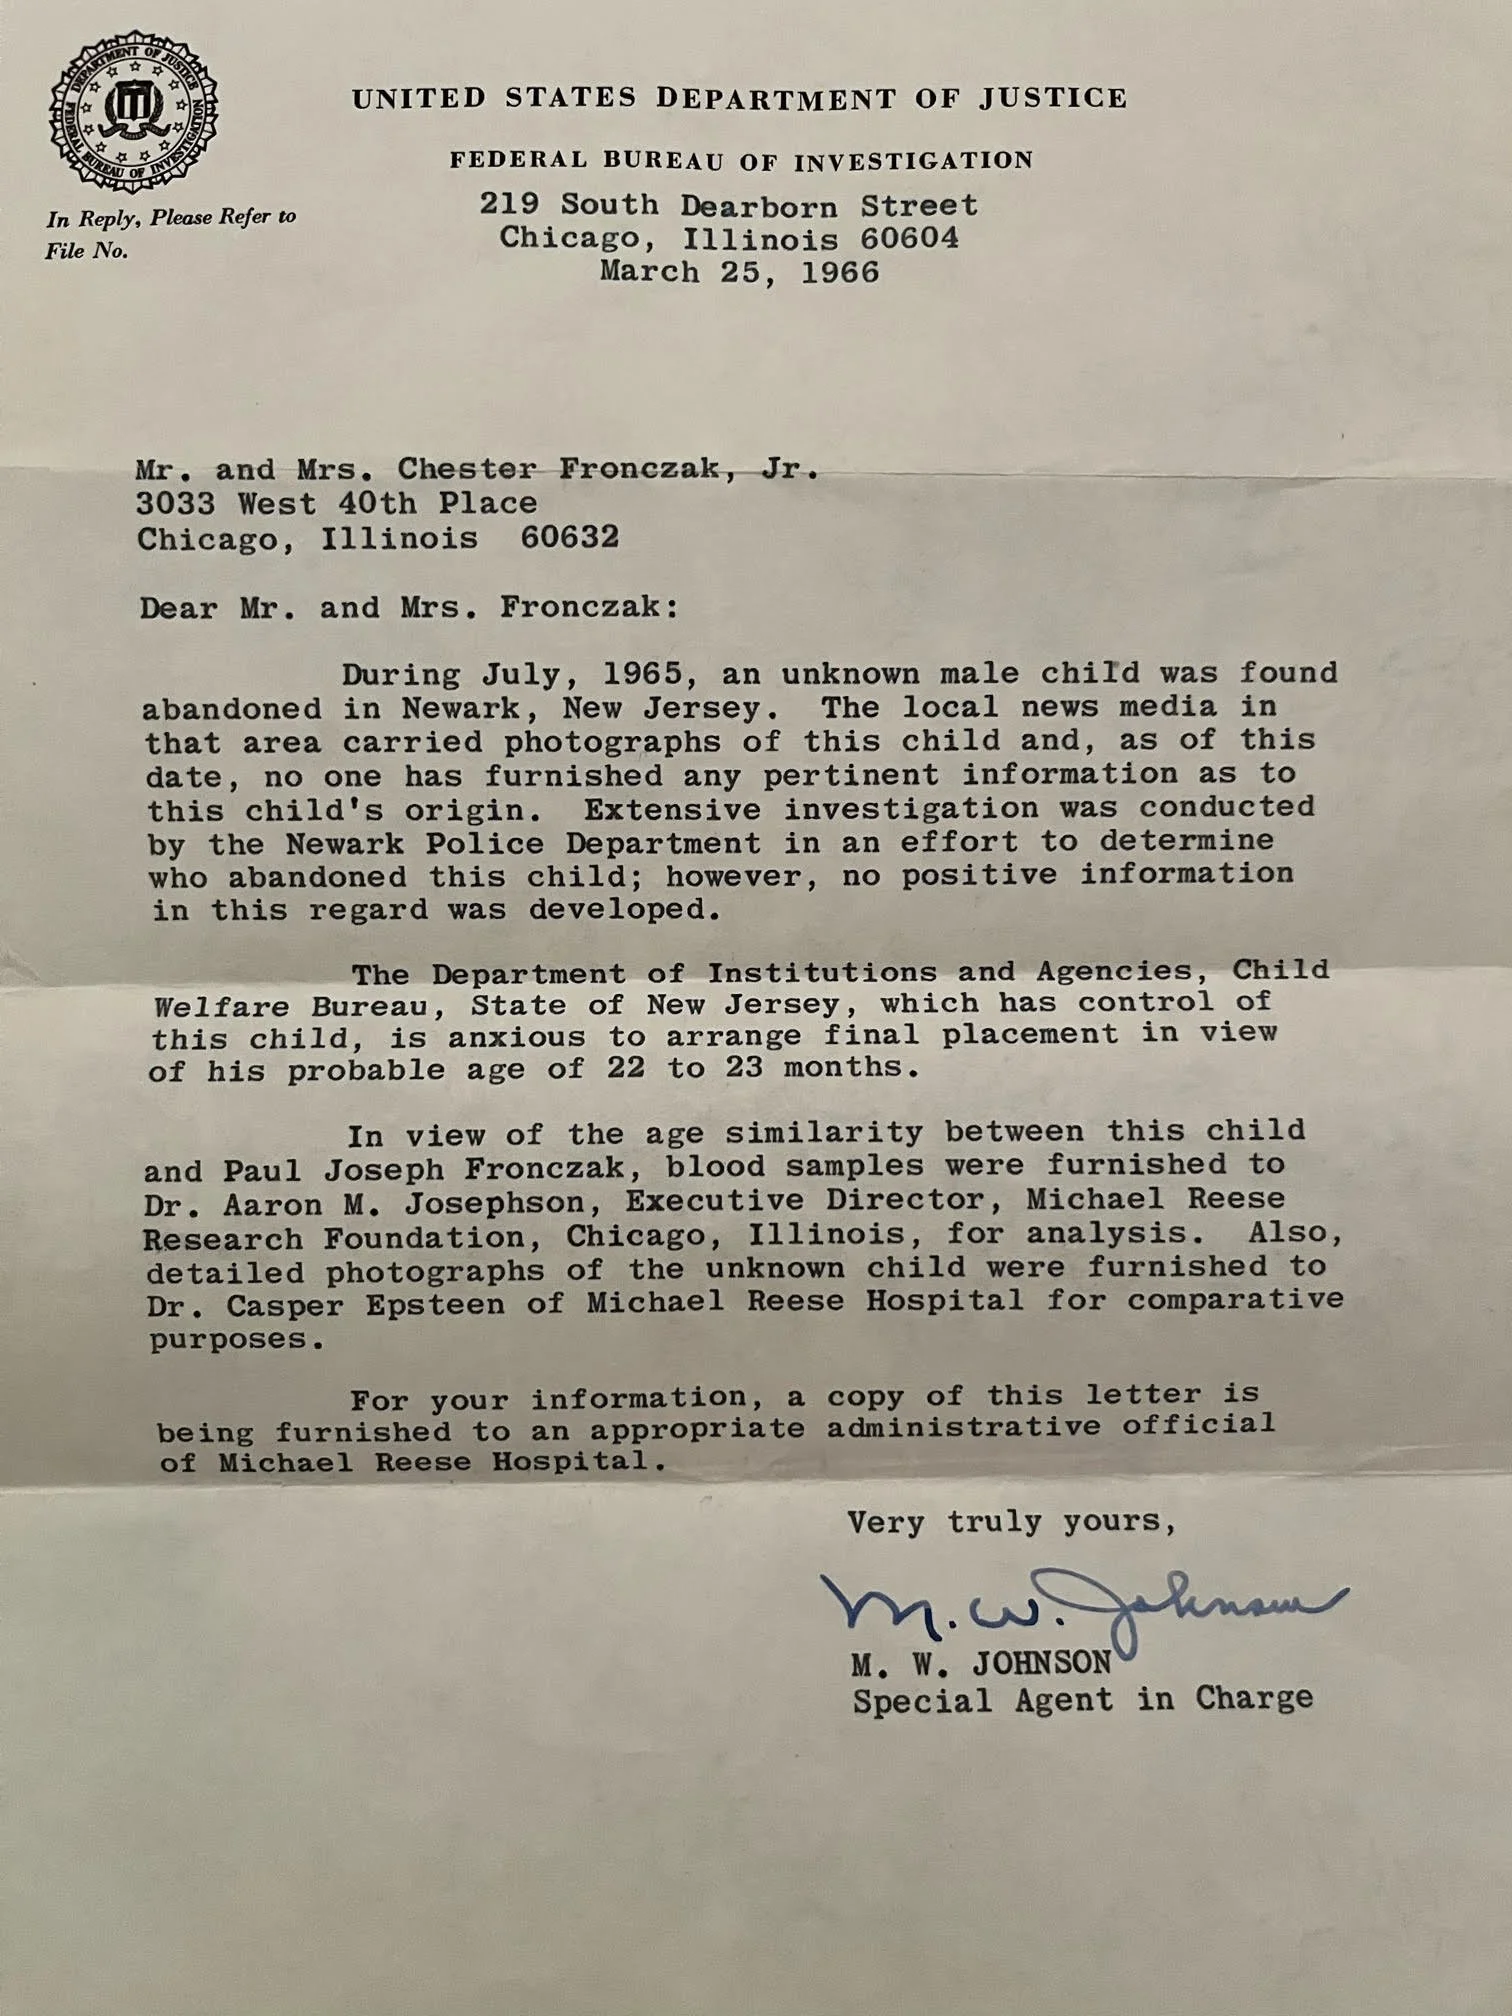 DEPARTMENT OF JUSTICE
FEDERAL BUREAU OF INVESTIGATION
UNITED STATES DEPARTMENT OF JUSTICE
FEDERAL BUREAU OF INVESTIGATION
In Reply, Please Refer to
File No.
219 South Dearborn Street
Chicago, Illinois 60604
March 25, 1966
Mr. and Mrs. Chester Fronczak, Jr.
3033 West 40th Place
Chicago, Illinois 60632
Dear Mr. and Mrs. Fronczak:
During July, 1965, an unknown male child was found
abandoned in Newark, New Jersey. The local news media in
that area carried photographs of this child and, as of this
date, no one has furnished any pertinent information as to
this child's origin. Extensive investigation was conducted
by the Newark Police Department in an effort to determine
who abandoned this child; however, no positive information
in this regard was developed.
The Department of Institutions and Agencies, Child
Welfare Bureau, State of New Jersey, which has control of
this child, is anxious to arrange final placement in view
of his probable age of 22 to 23 months.
In view of the age similarity between this child
and Paul Joseph Fronczak, blood samples were furnished to
Dr. Aaron M. Josephson, Executive Director, Michael Reese
Research Foundation, Chicago, Illinois, for analysis. Also,
detailed photographs of the unknown child were furnished to
Dr. Casper Epsteen of Michael Reese Hospital for comparative
purposes.
For your information, a copy of this letter is
being furnished to an appropriate administrative official
of Michael Reese Hospital.
Very truly yours,
M. W. Johnson
M. W. JOHNSON
Special Agent in Charge